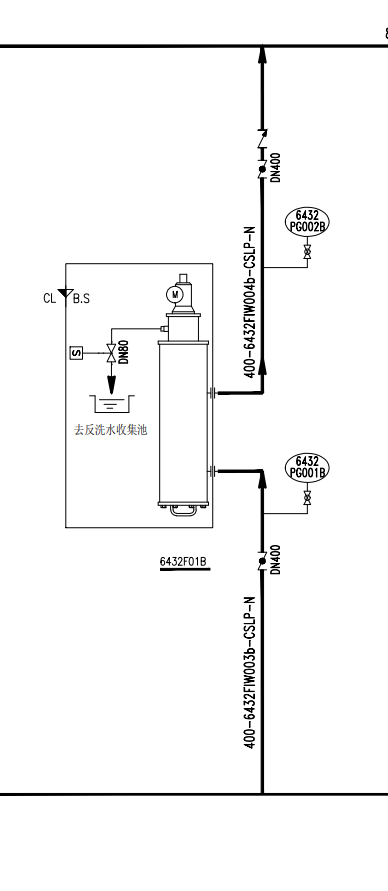 DN400
6432
PG002B
400-6432FIW004b-CSLP-N
CL
B.S
M
S
DN80
去反洗水收集池
6432
PG001B
6432F01B
DN400
400-6432FIW003b-CSLP-N